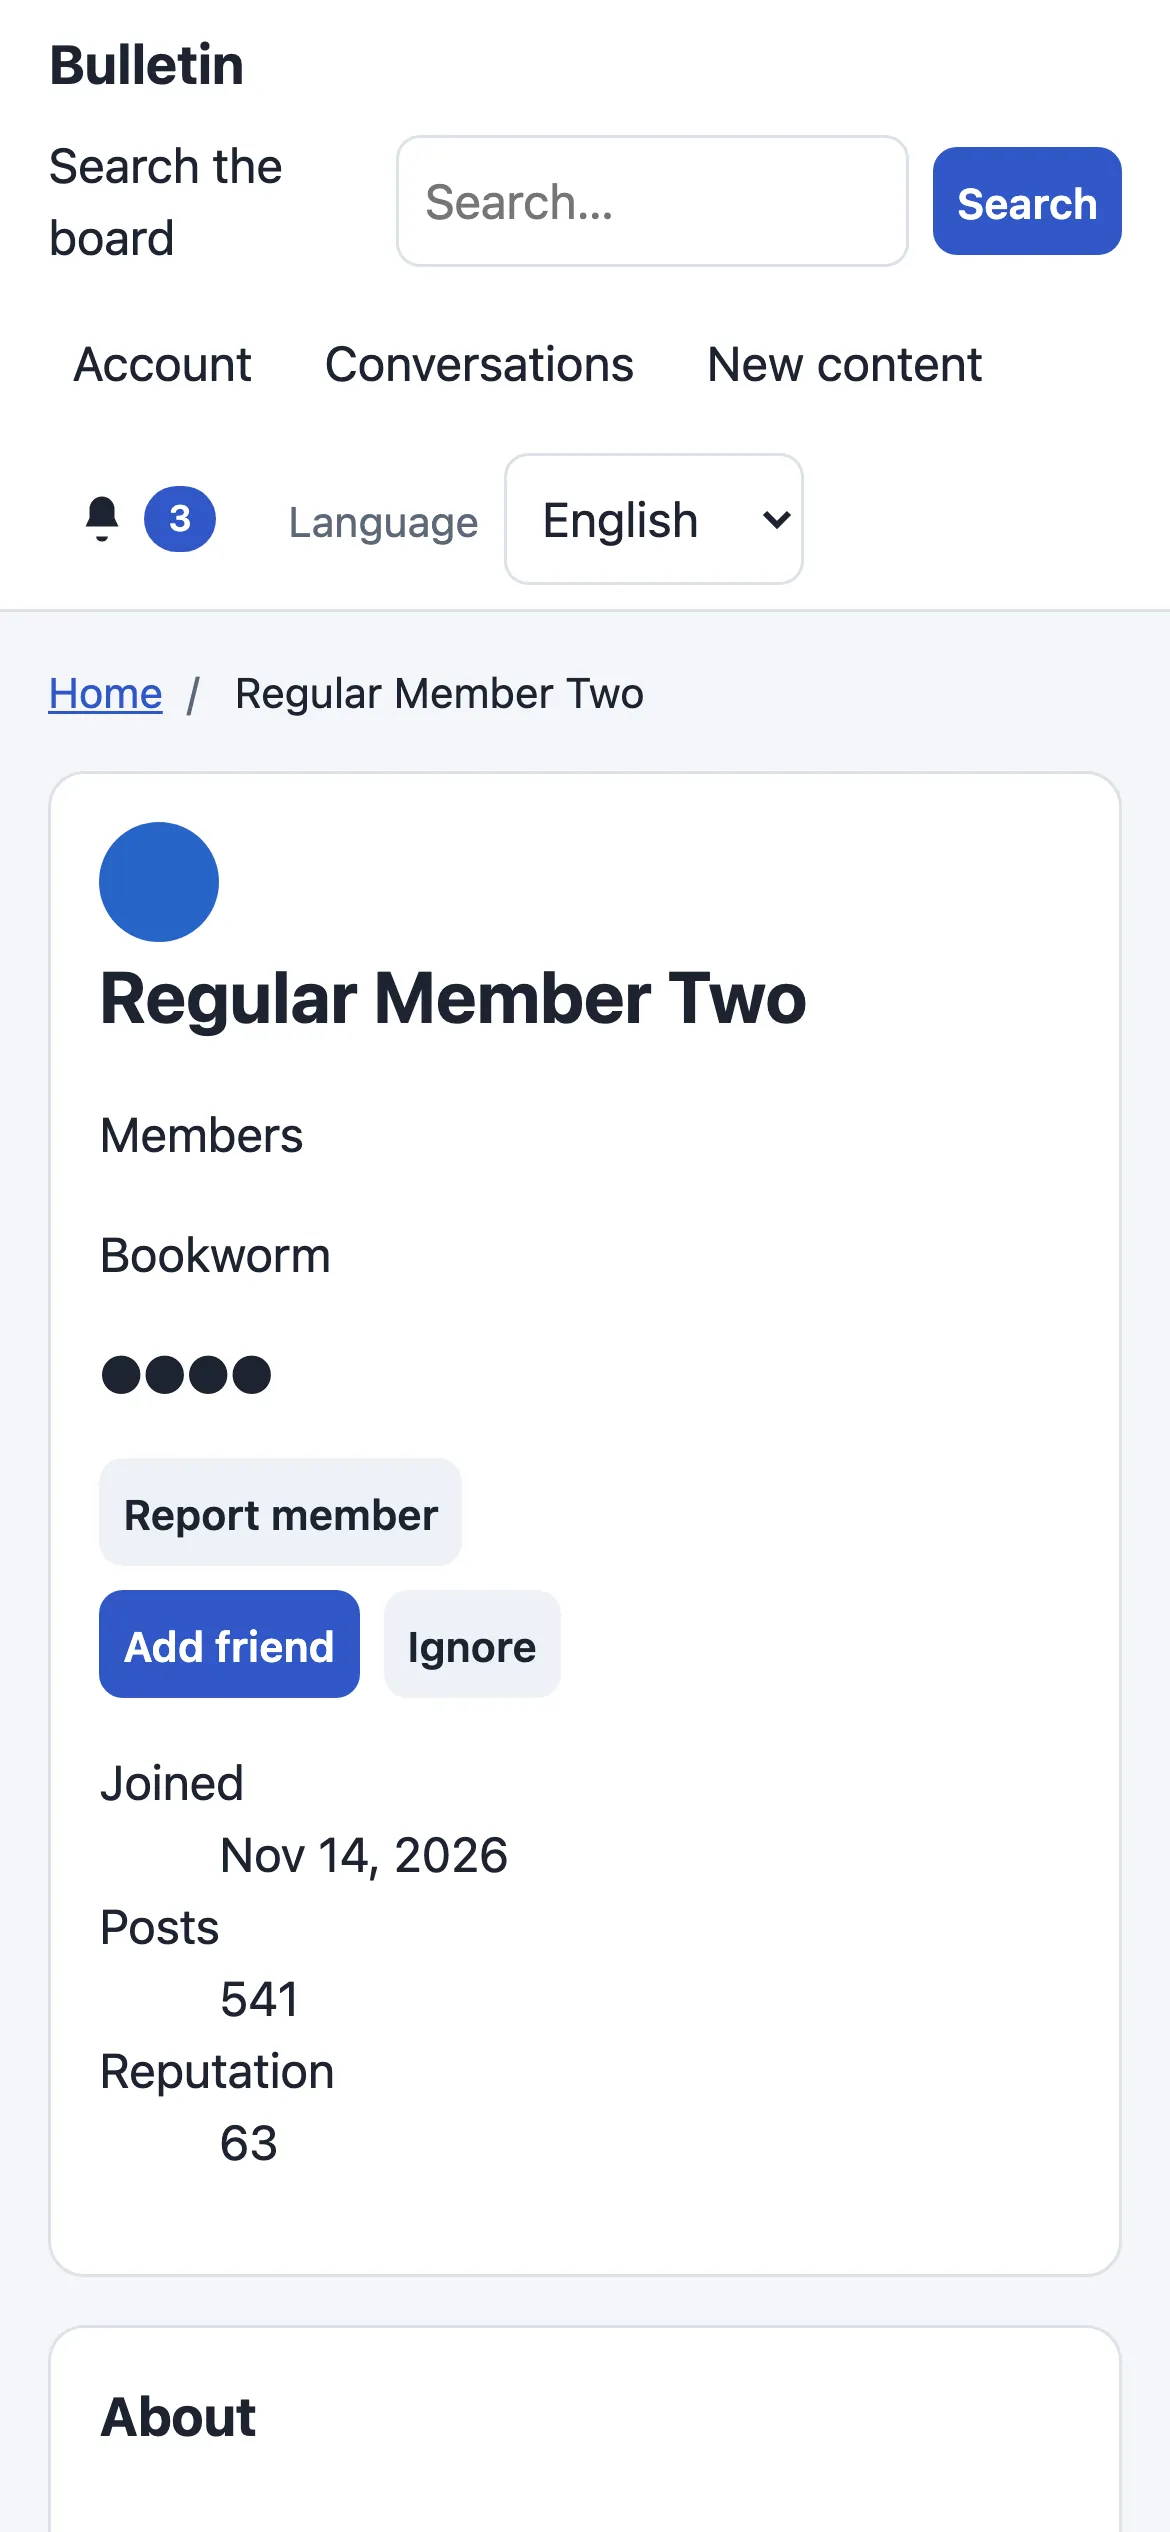 Bulletin
Search the
board
Search...
Search
Account
Conversations
New content
3
Language
English
Home / Regular Member Two
Regular Member Two
Members
Bookworm
●●●●
Report member
Add friend
Ignore
Joined
Nov 14, 2026
Posts
541
Reputation
63
About